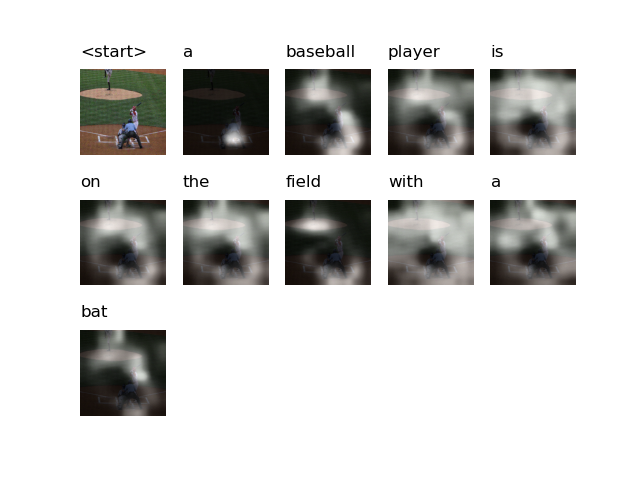 <start> a baseball player is
on the field with a
bat